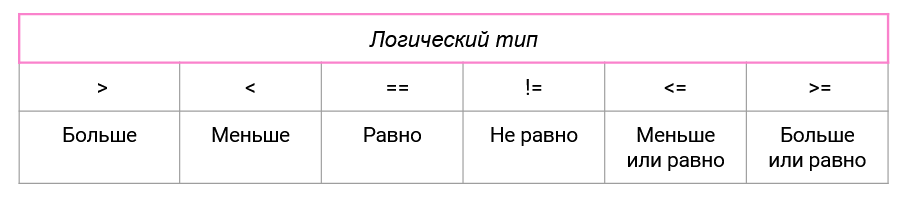 Логический тип
> < == != <= >=
Больше Меньше Равно Не равно Меньше или равно Больше или равно